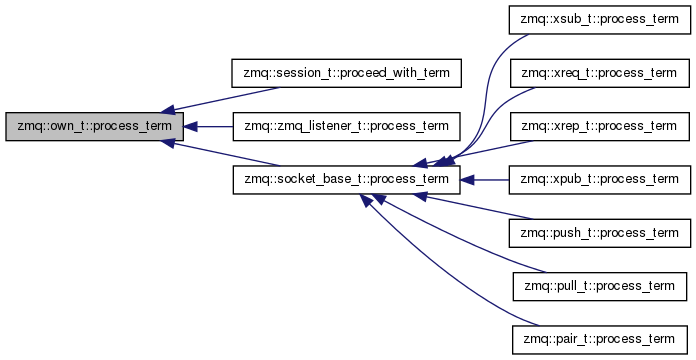 zmq::own_t::process_term
zmq::session_t::proceed_with_term
zmq::zmq_listener_t::process_term
zmq::socket_base_t::process_term
zmq::xsub_t::process_term
zmq::xreq_t::process_term
zmq::xrep_t::process_term
zmq::xpub_t::process_term
zmq::push_t::process_term
zmq::pull_t::process_term
zmq::pair_t::process_term